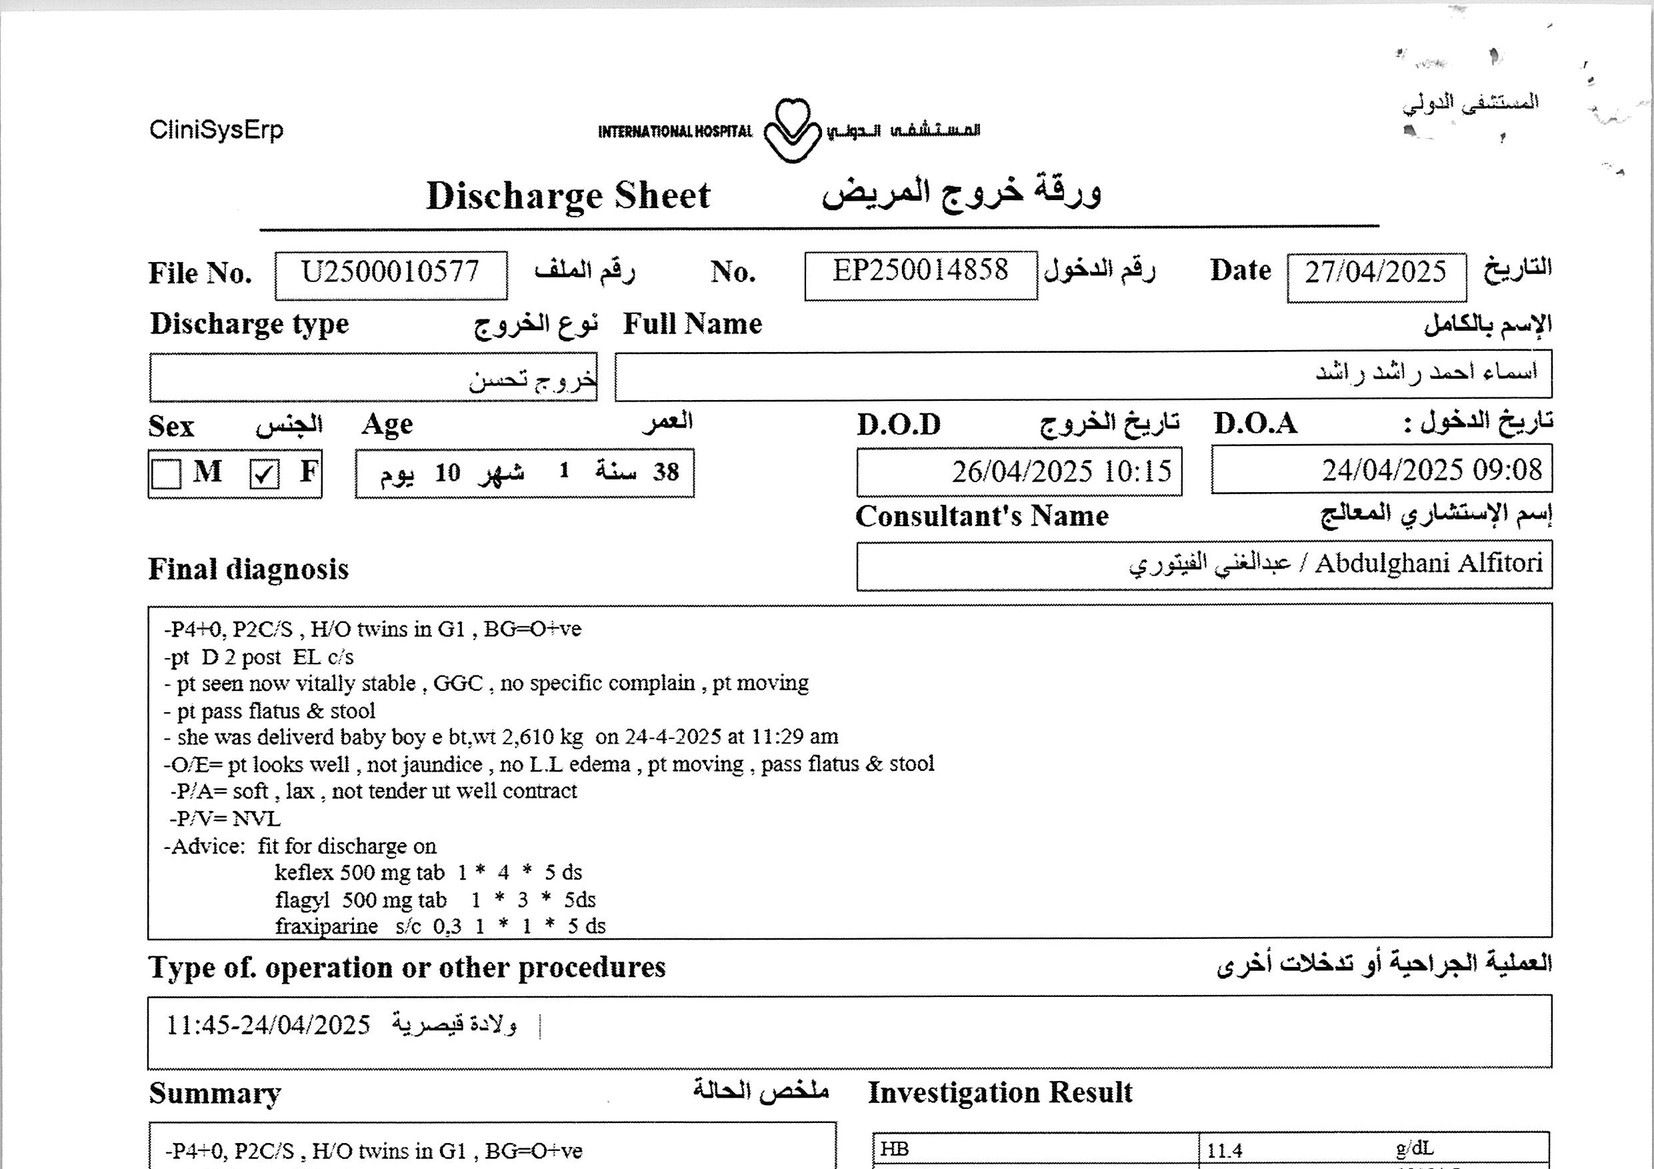 المستشفى الدولي
CliniSysErp
INTERNATIONAL HOSPITAL المستشفى الدولي
Discharge Sheet ورقة خروج المريض
File No. U2500010577 رقم الملف No. EP250014858 رقم الدخول Date 27/04/2025 التاريخ
Discharge type نوع الخروج Full Name الإسم بالكامل
خروج تحسن اسماء احمد راشد راشد
Sex الجنس Age العمر D.O.D تاريخ الخروج D.O.A تاريخ الدخول :
M ✓ F 38 سنة 1 شهر 10 يوم 26/04/2025 10:15 24/04/2025 09:08
Consultant's Name إسم الإستشاري المعالج
Final diagnosis عبدالغني الفيتوري / Abdulghani Alfitori
-P4+0, P2C/S , H/O twins in G1 , BG=O+ve
-pt D 2 post EL c/s
- pt seen now vitally stable , GGC , no specific complain , pt moving
- pt pass flatus & stool
- she was deliverd baby boy e bt,wt 2,610 kg on 24-4-2025 at 11:29 am
-O/E= pt looks well , not jaundice , no L.L edema , pt moving , pass flatus & stool
-P/A= soft , lax , not tender ut well contract
-P/V= NVL
-Advice: fit for discharge on
keflex 500 mg tab 1 * 4 * 5 ds
flagyl 500 mg tab 1 * 3 * 5ds
fraxiparine s/c 0,3 1 * 1 * 5 ds
Type of. operation or other procedures العملية الجراحية أو تدخلات أخرى
11:45-24/04/2025 ولادة قيصرية |
Summary ملخص الحالة Investigation Result
-P4+0, P2C/S , H/O twins in G1 , BG=O+ve HB 11.4 g/dL